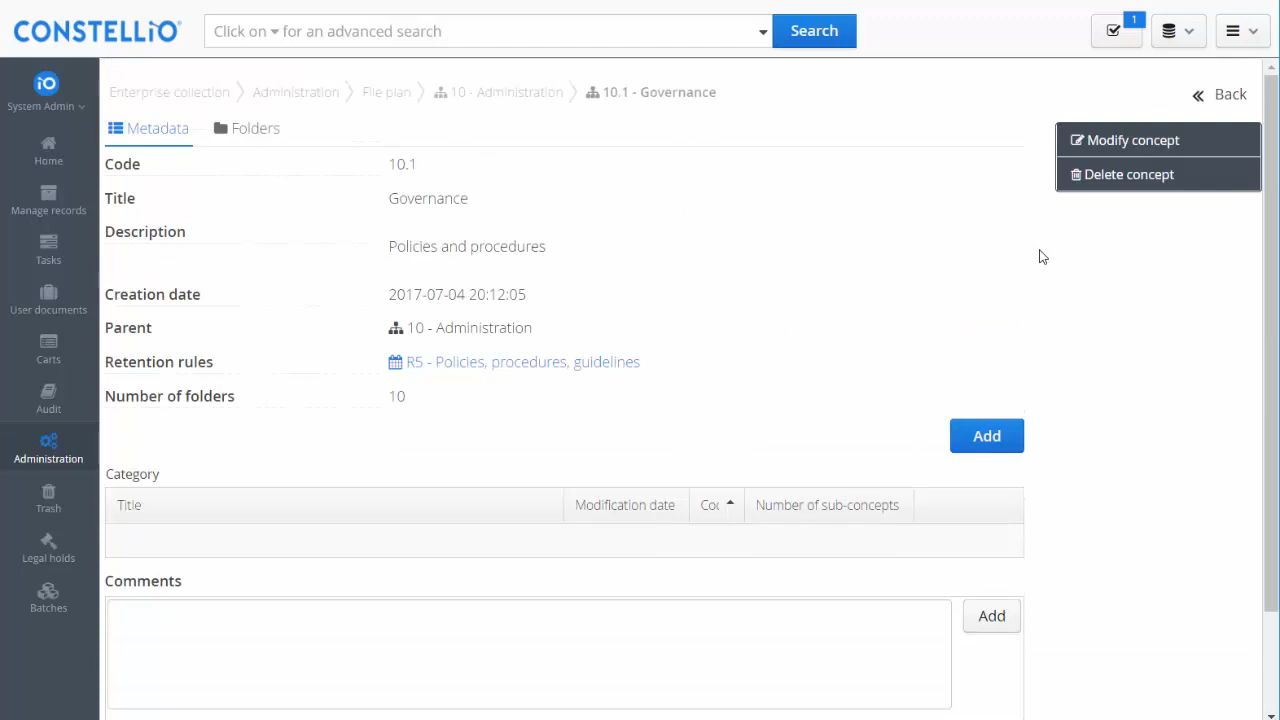 CONSTELLiO
Click on for an advanced search
Search
1
iO
System Admin
Home
Manage records
Tasks
User documents
Carts
Audit
Administration
Trash
Legal holds
Batches
Enterprise collection
Administration
File plan
10 - Administration
10.1 - Governance
Back
Metadata
Folders
Modify concept
Delete concept
Code 10.1
Title Governance
Description Policies and procedures
Creation date 2017-07-04 20:12:05
Parent 10 - Administration
Retention rules R5 - Policies, procedures, guidelines
Number of folders 10
Add
Category
Title Modification date Coc Number of sub-concepts
Comments
Add